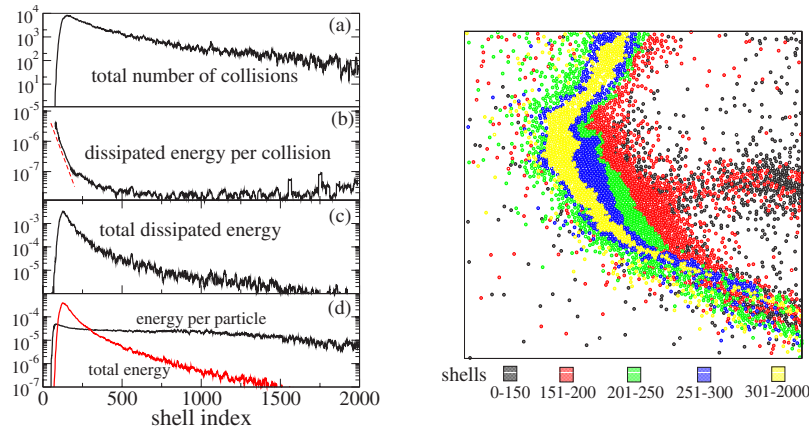 10^4
10^3
10^2
10^1
(a)
total number of collisions
10^-5
10^-6
10^-7
(b)
dissipated energy per collision
10^-3
10^-4
10^-5
(c)
total dissipated energy
10^-4
10^-5
10^-6
10^-7
(d)
energy per particle
total energy
0 500 1000 1500 2000
shell index
shells
0-150 151-200 201-250 251-300 301-2000